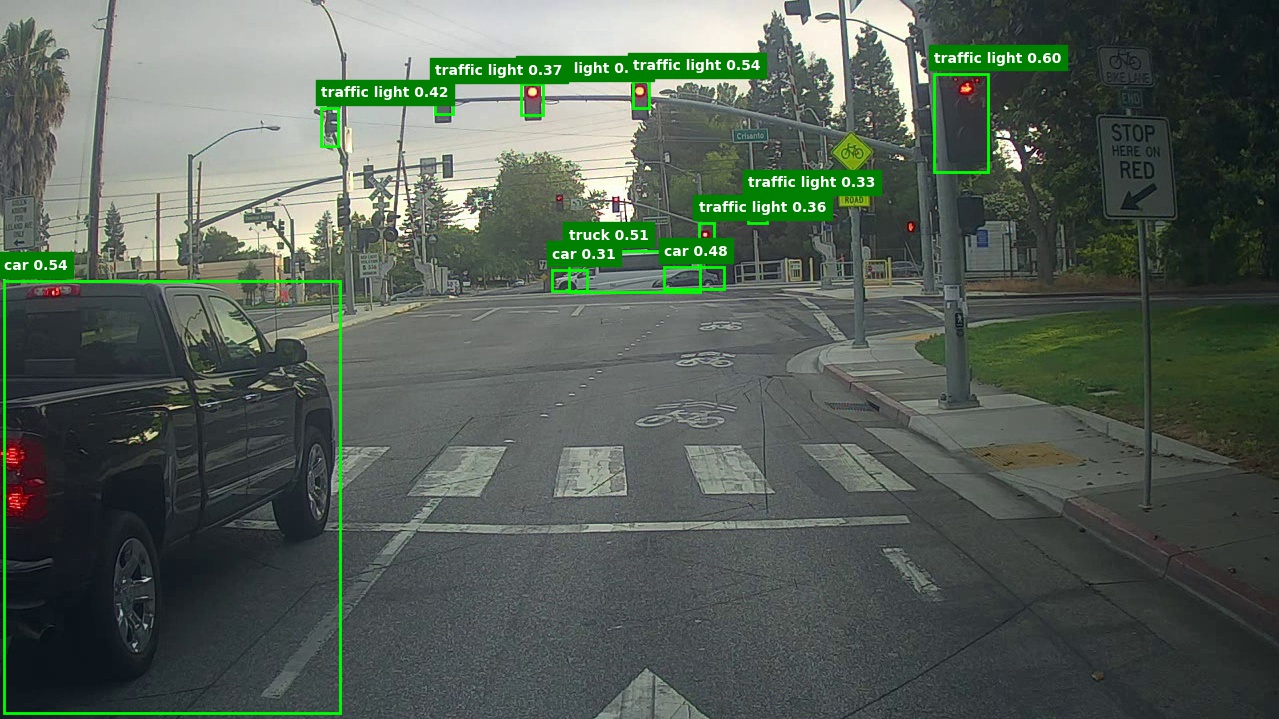 traffic light 0.54
traffic light 0.37
light 0.
traffic light 0.60
traffic light 0.42
BIKE LANE
END
STOP
HERE ON
RED
Crisanto
traffic light 0.33
ROAD
traffic light 0.36
truck 0.51
car 0.31
car 0.48
car 0.54